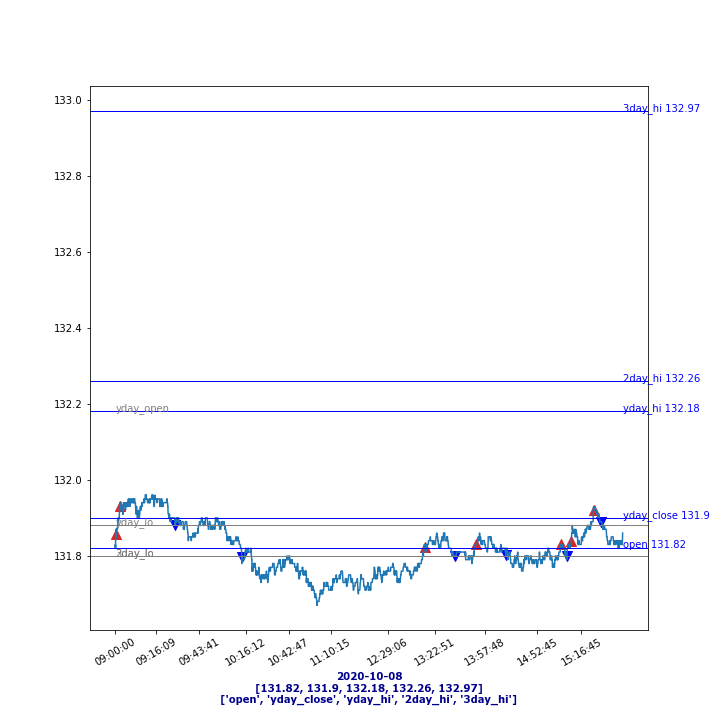 133.0
3day_hi 132.97
132.8
132.6
132.4
2day_hi 132.26
132.2
yday_open
yday_hi 132.18
132.0
yday_close 131.9
yday_lo
open 131.82
131.8
3day_lo
09:00:00
09:16:09
09:43:41
10:16:12
10:42:47
11:10:15
12:29:06
13:22:51
13:57:48
14:52:45
15:16:45
2020-10-08
[131.82, 131.9, 132.18, 132.26, 132.97]
['open', 'yday_close', 'yday_hi', '2day_hi', '3day_hi']